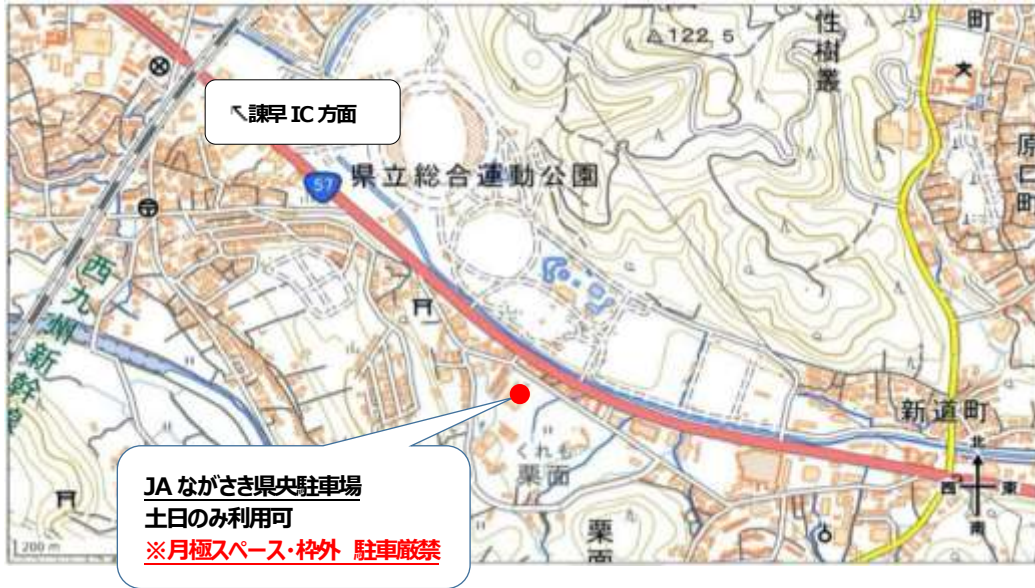 性樹叢
町
122.5
↖諫早 IC 方面
原口町
57
県立総合運動公園
西九州新幹線
新道町
くれも
栗面
北
西 東
南
JA ながさき県央駐車場
土日のみ利用可
※月極スペース・枠外 駐車厳禁
栗面
200 m